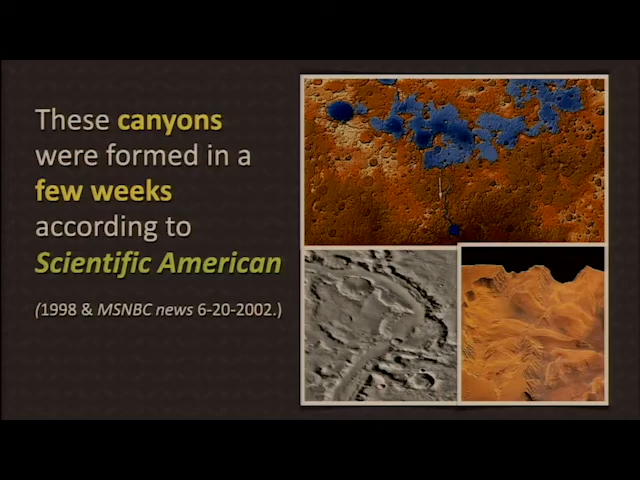 These canyons
were formed in a
few weeks
according to
Scientific American
(1998 & MSNBC news 6-20-2002.)